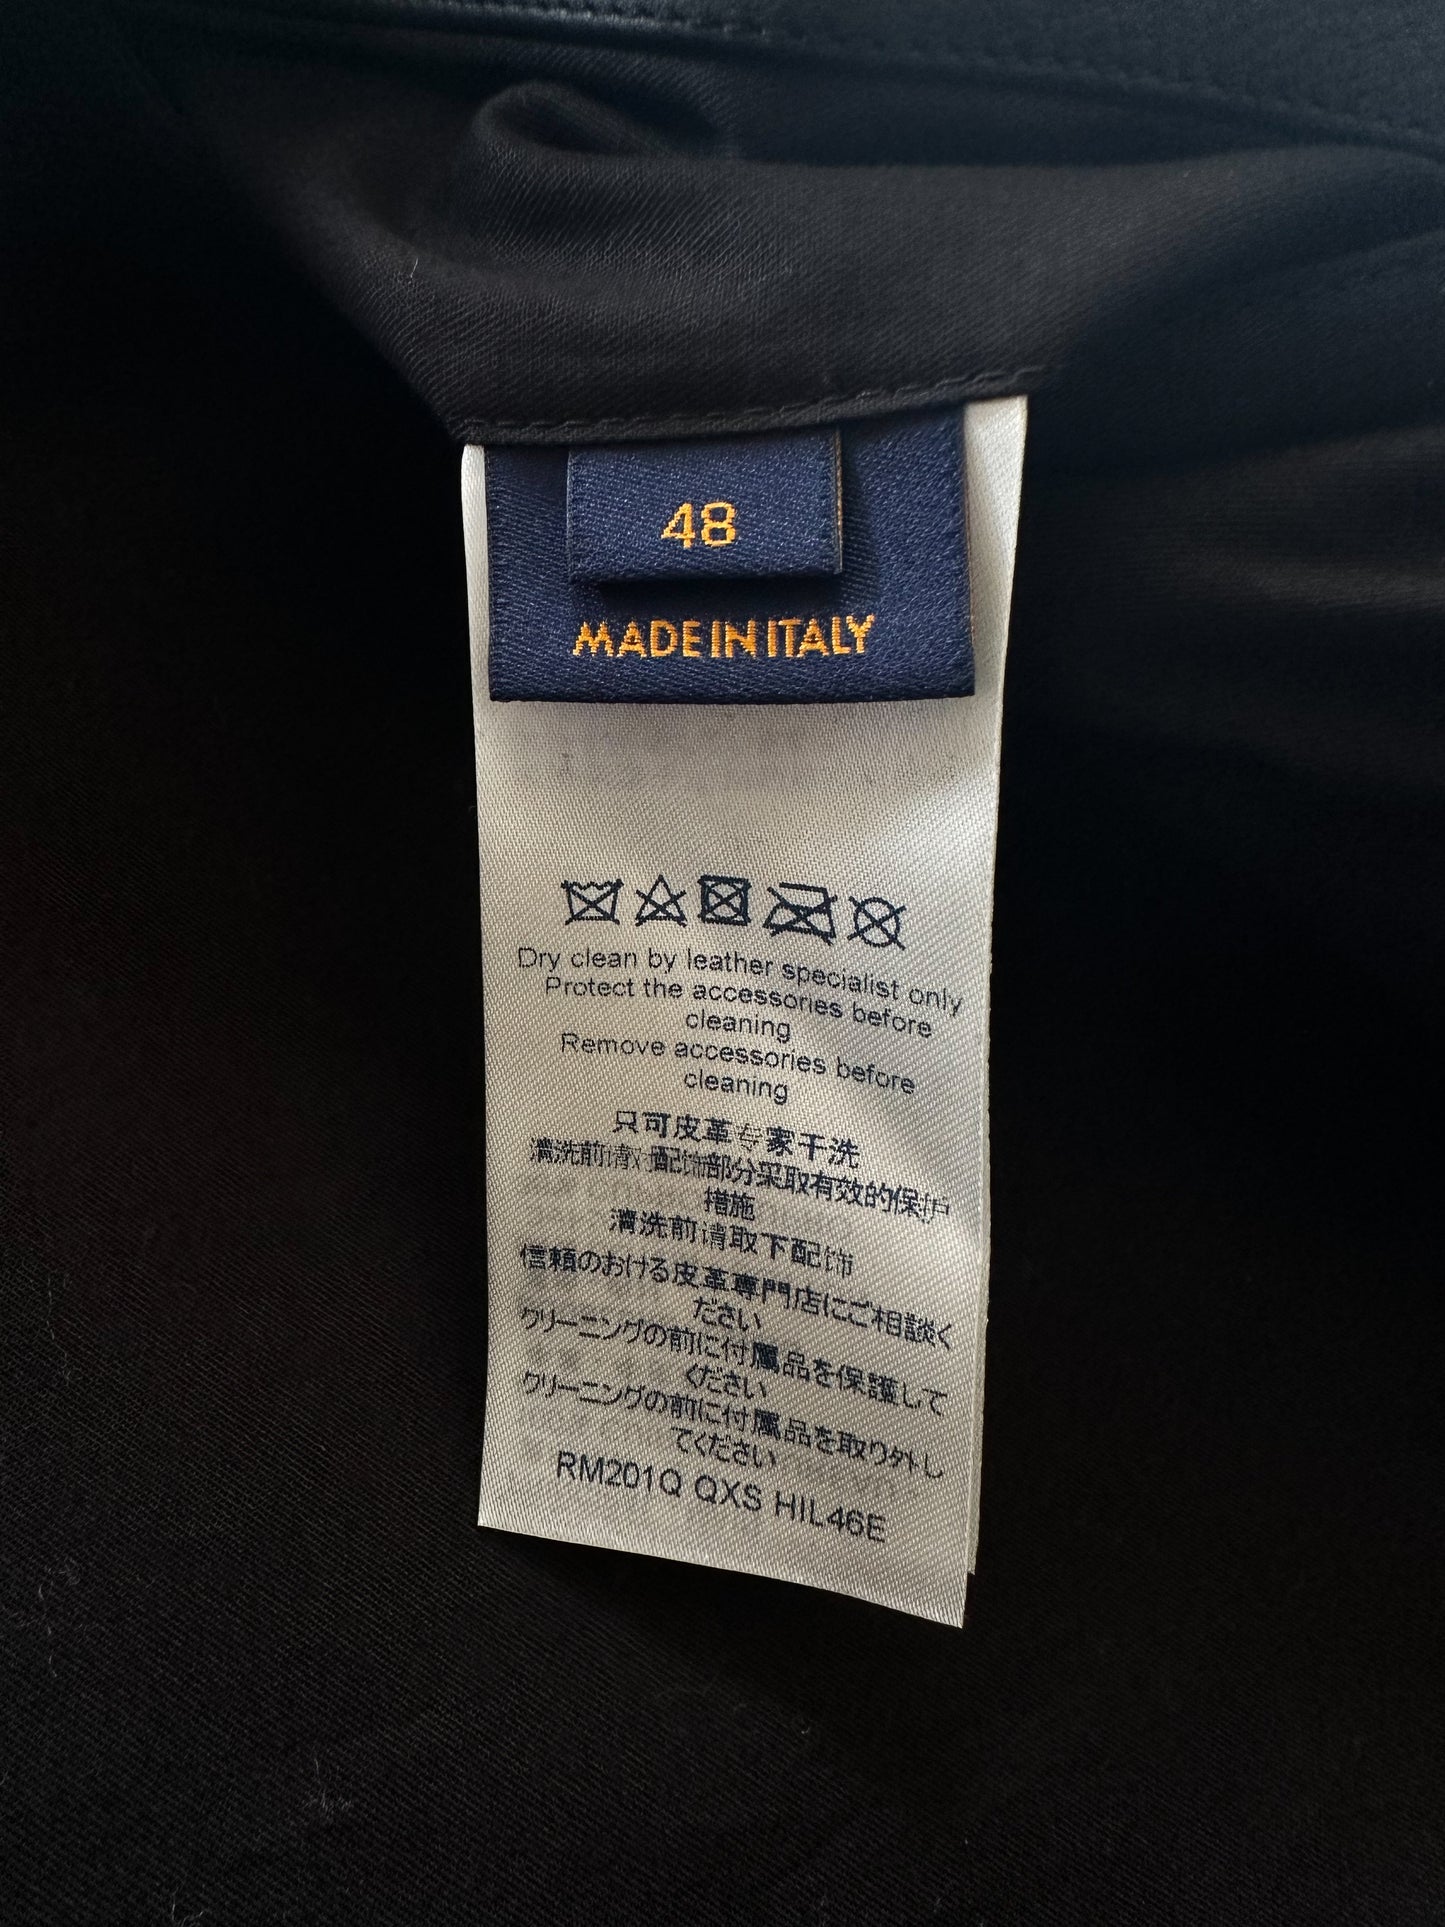 48
MADE IN ITALY
Dry clean by leather specialist only
Protect the accessories before
cleaning
Remove accessories before
cleaning
只可皮革专家干洗
清洗前请对配饰部分采取有效的保护
措施
清洗前请取下配饰
信頼のおける皮革専門店にご相談く
ださい
クリーニングの前に付属品を保護して
ください
クリーニングの前に付属品を取り外し
てください
RM201Q QXS HIL46E